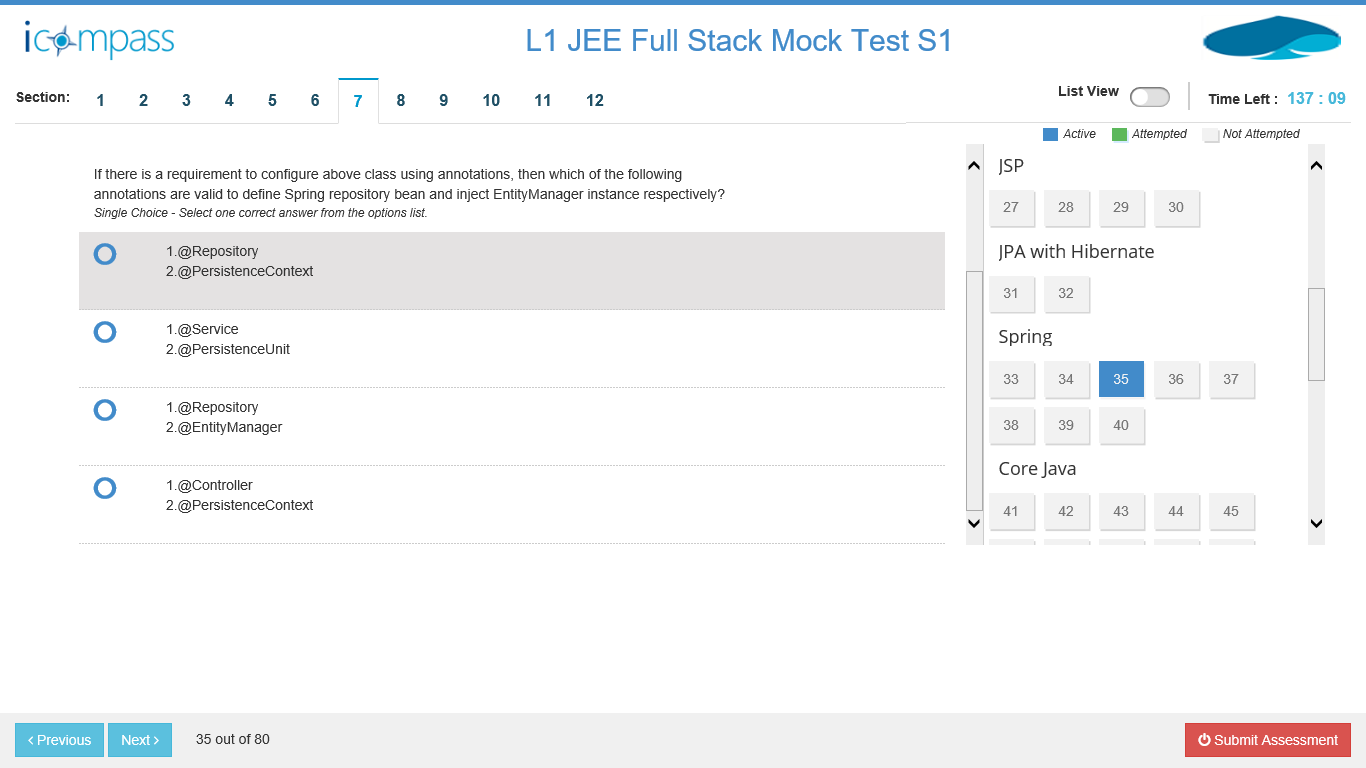 icompass
L1 JEE Full Stack Mock Test S1
Section: 1 2 3 4 5 6 7 8 9 10 11 12
List View
Time Left : 137 : 09
Active Attempted Not Attempted
If there is a requirement to configure above class using annotations, then which of the following
annotations are valid to define Spring repository bean and inject EntityManager instance respectively?
Single Choice - Select one correct answer from the options list.
1.@Repository
2.@PersistenceContext
1.@Service
2.@PersistenceUnit
1.@Repository
2.@EntityManager
1.@Controller
2.@PersistenceContext
JSP
27 28 29 30
JPA with Hibernate
31 32
Spring
33 34 35 36 37
38 39 40
Core Java
41 42 43 44 45
Previous Next 35 out of 80
Submit Assessment